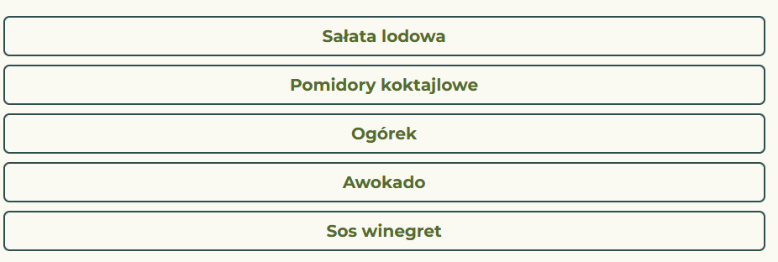 Sałata lodowa
Pomidory koktajlowe
Ogórek
Awokado
Sos winegret